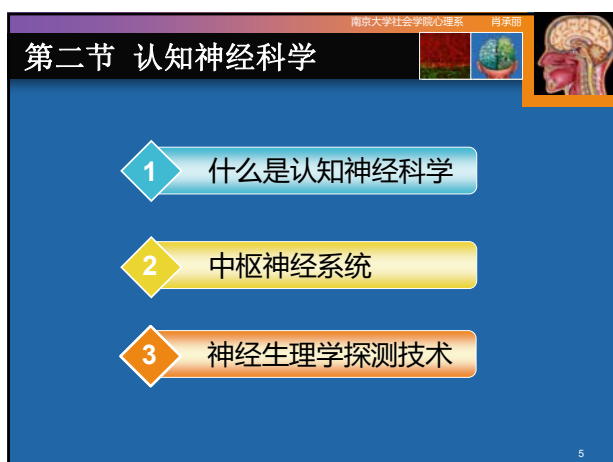 南京大学社会学院心理系 肖承丽
第二节 认知神经科学
1 什么是认知神经科学
2 中枢神经系统
3 神经生理学探测技术
5